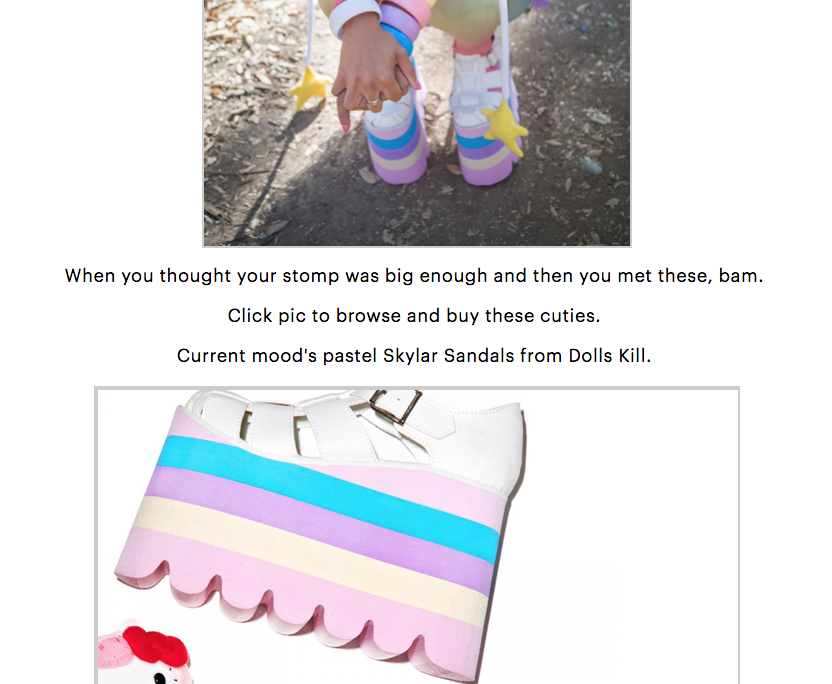 When you thought your stomp was big enough and then you met these, bam.
Click pic to browse and buy these cuties.
Current mood's pastel Skylar Sandals from Dolls Kill.